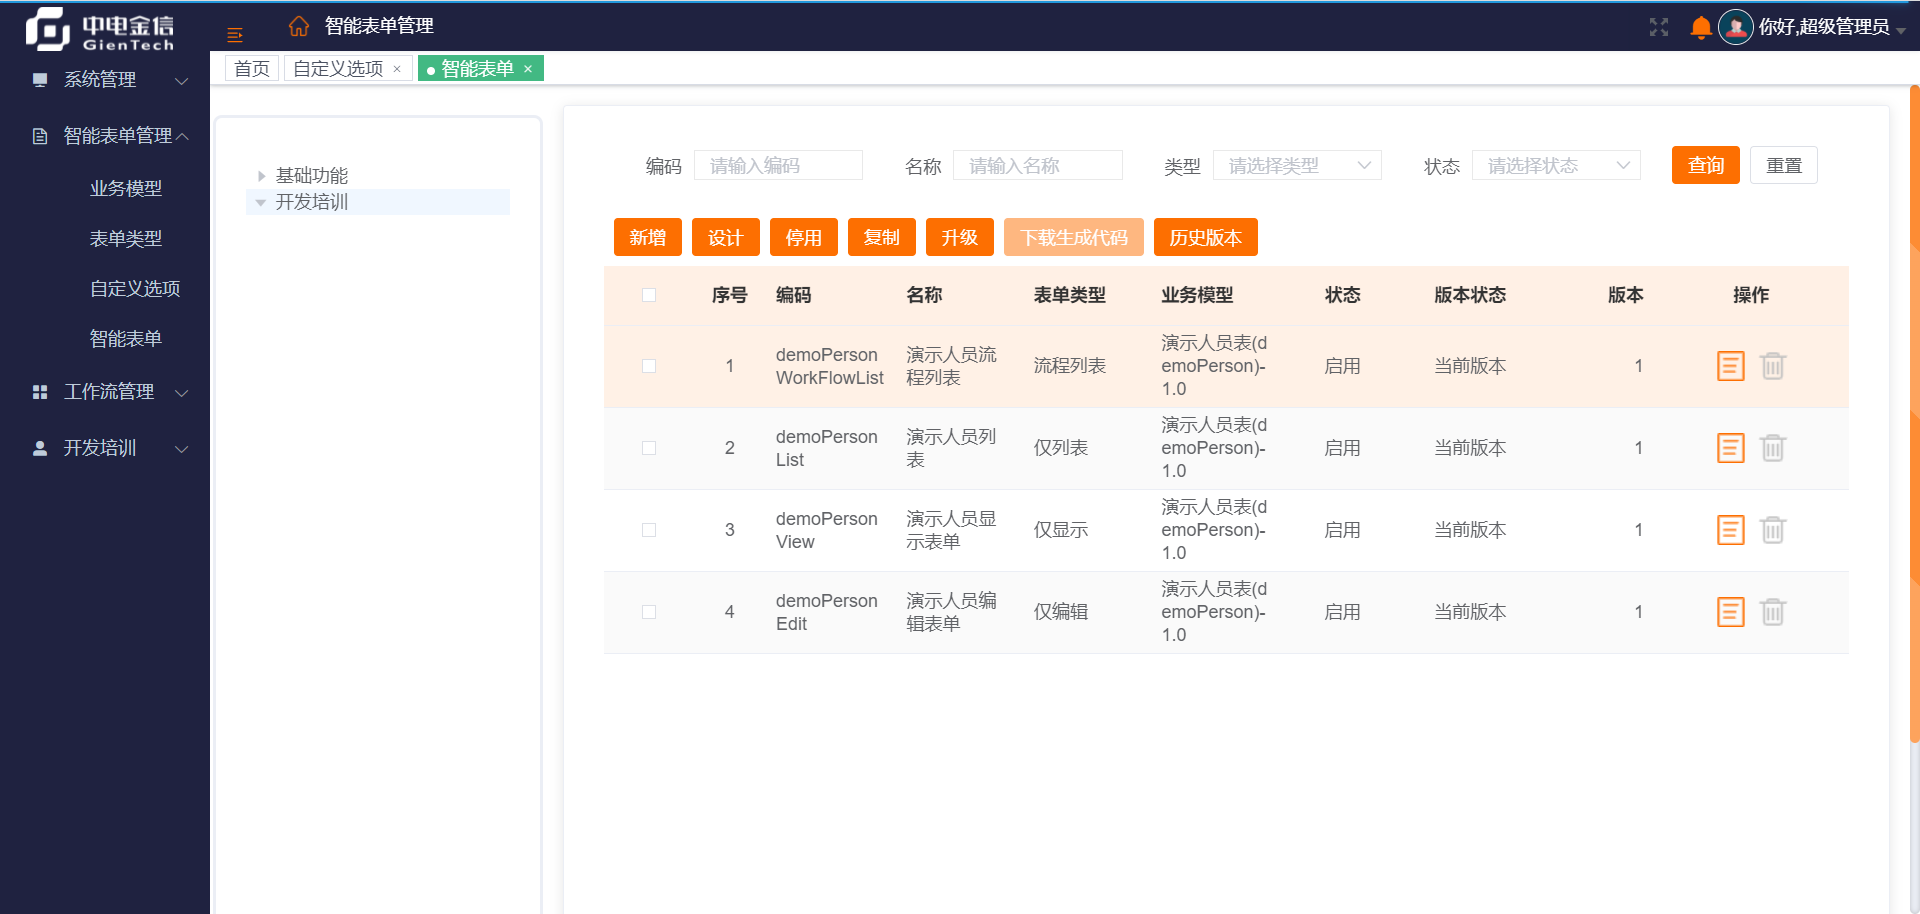 中电金信
GienTech
智能表单管理
你好,超级管理员
首页
自定义选项 ×
智能表单 ×
系统管理
智能表单管理
业务模型
表单类型
自定义选项
智能表单
工作流管理
开发培训
基础功能
开发培训
编码 请输入编码 名称 请输入名称 类型 请选择类型 状态 请选择状态 查询 重置
新增 设计 停用 复制 升级 下载生成代码 历史版本
序号 编码 名称 表单类型 业务模型 状态 版本状态 版本 操作
1 demoPerson
WorkFlowList 演示人员流
程列表 流程列表 演示人员表(d
emoPerson)-
1.0 启用 当前版本 1
2 demoPerson
List 演示人员列
表 仅列表 演示人员表(d
emoPerson)-
1.0 启用 当前版本 1
3 demoPerson
View 演示人员显
示表单 仅显示 演示人员表(d
emoPerson)-
1.0 启用 当前版本 1
4 demoPerson
Edit 演示人员编
辑表单 仅编辑 演示人员表(d
emoPerson)-
1.0 启用 当前版本 1